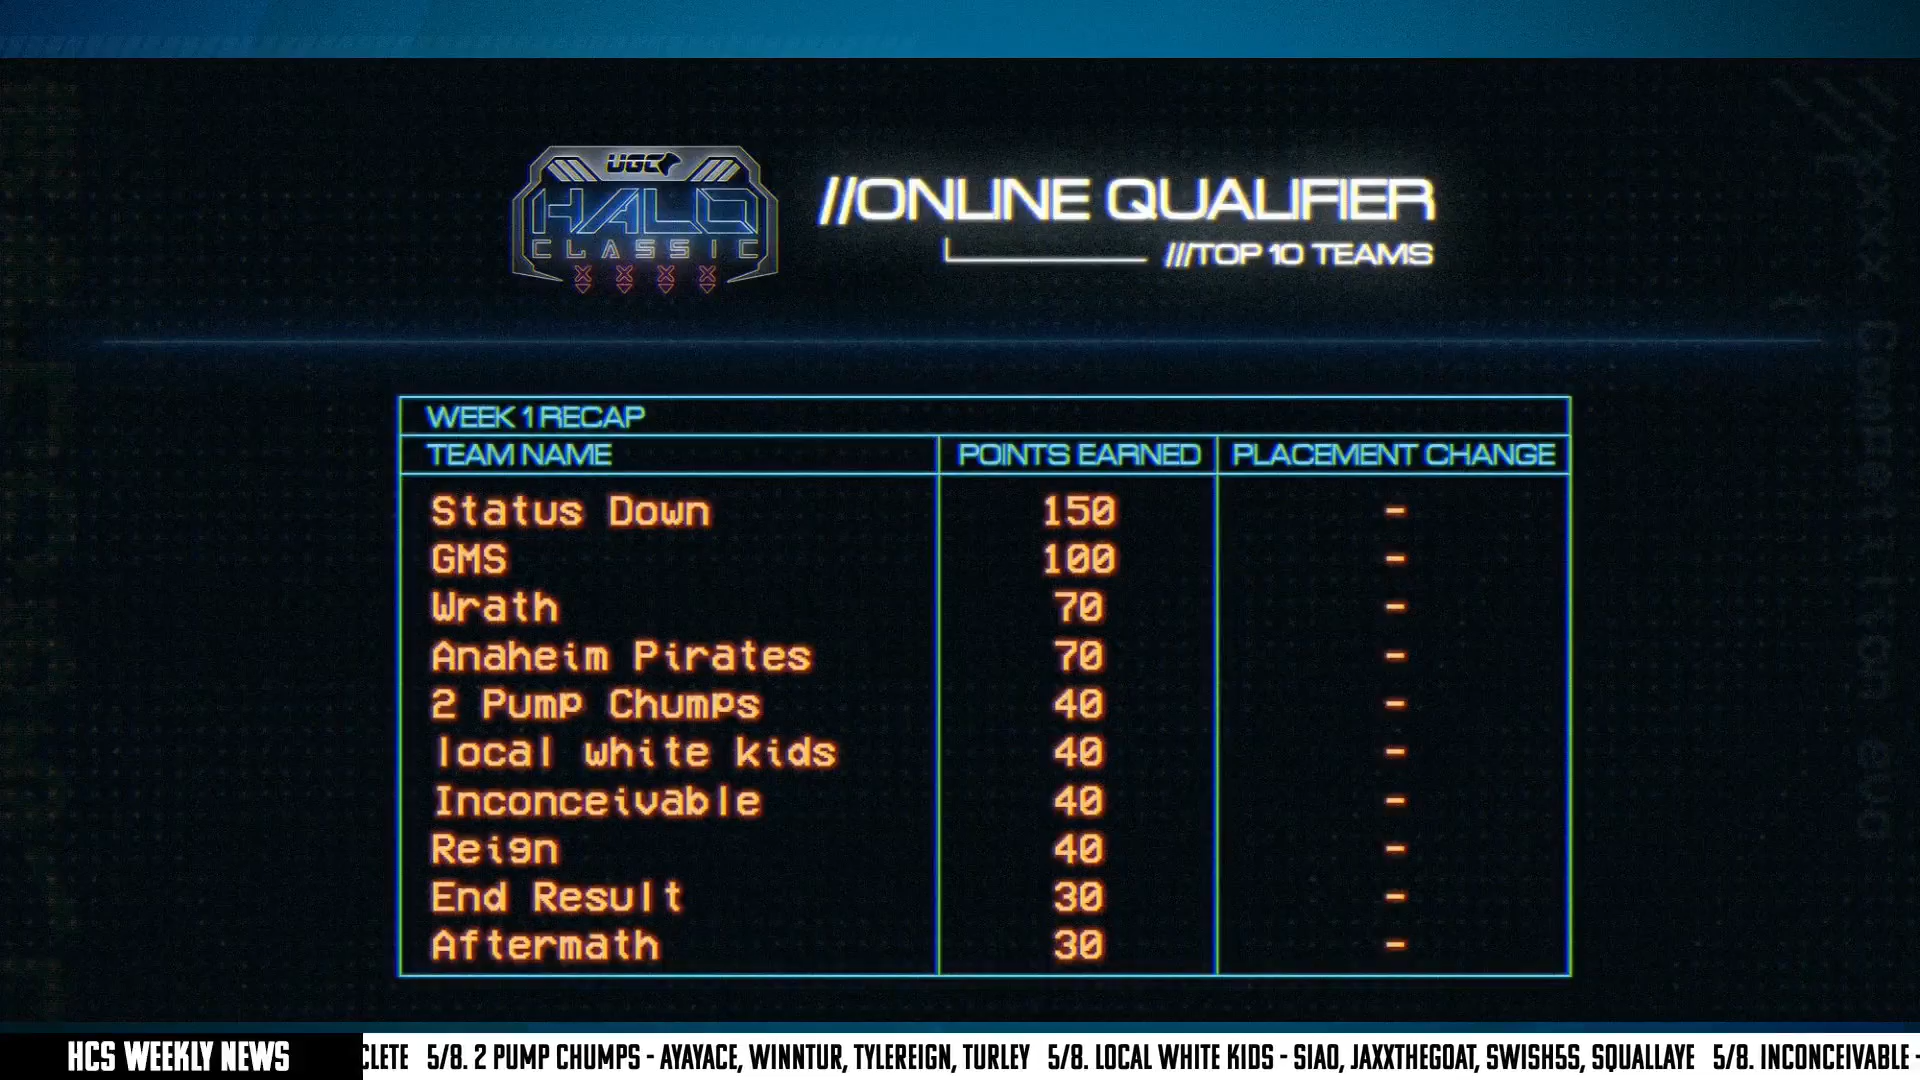 UGC
HALO
CLASSIC
//ONLINE QUALIFIER
///TOP 10 TEAMS
WEEK 1 RECAP
TEAM NAME POINTS EARNED PLACEMENT CHANGE
Status Down 150 -
GMS 100 -
Wrath 70 -
Anaheim Pirates 70 -
2 Pump Chumps 40 -
local white kids 40 -
Inconceivable 40 -
Reign 40 -
End Result 30 -
Aftermath 30 -
HCS WEEKLY NEWS CLETE 5/8. 2 PUMP CHUMPS - AYAYACE, WINNTUR, TYLEREIGN, TURLEY 5/8. LOCAL WHITE KIDS - SIAO, JAXXTHEGOAT, SWISH5S, SQUALLAYE 5/8. INCONCEIVABLE -